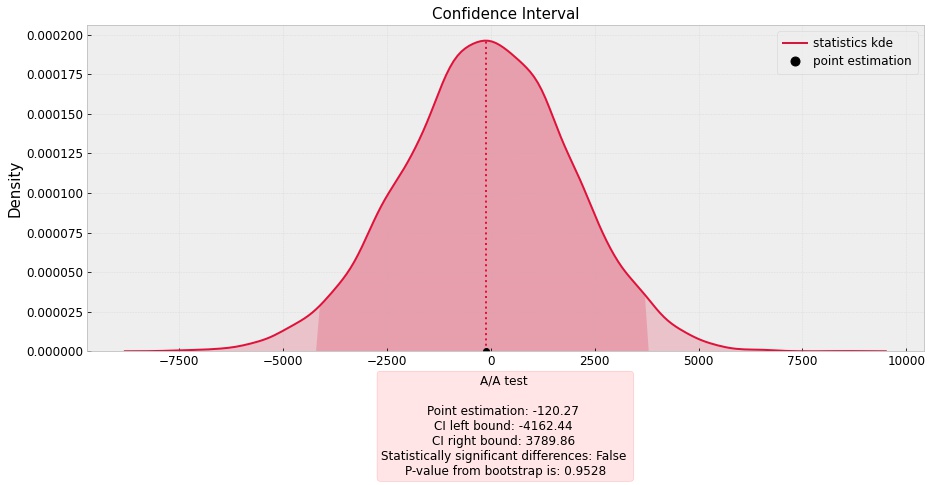 Confidence Interval
statistics kde
point estimation
Density
0.000200
0.000175
0.000150
0.000125
0.000100
0.000075
0.000050
0.000025
0.000000
−7500 −5000 −2500 0 2500 5000 7500 10000
A/A test
Point estimation: -120.27
CI left bound: -4162.44
CI right bound: 3789.86
Statistically significant differences: False
P-value from bootstrap is: 0.9528